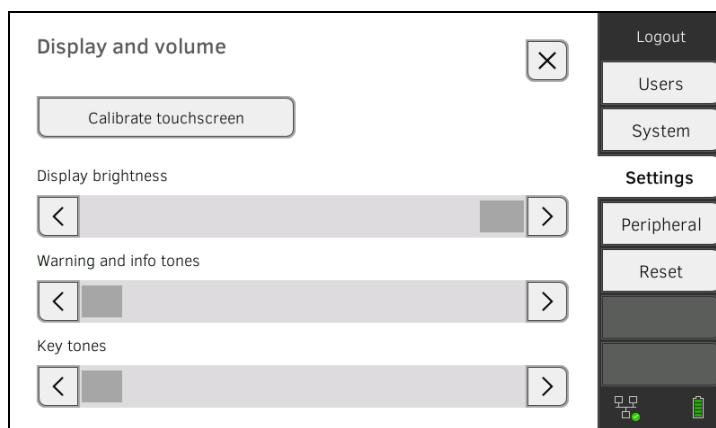 Display and volume
Calibrate touchscreen
Display brightness
Warning and info tones
Key tones
Logout
Users
System
Settings
Peripheral
Reset